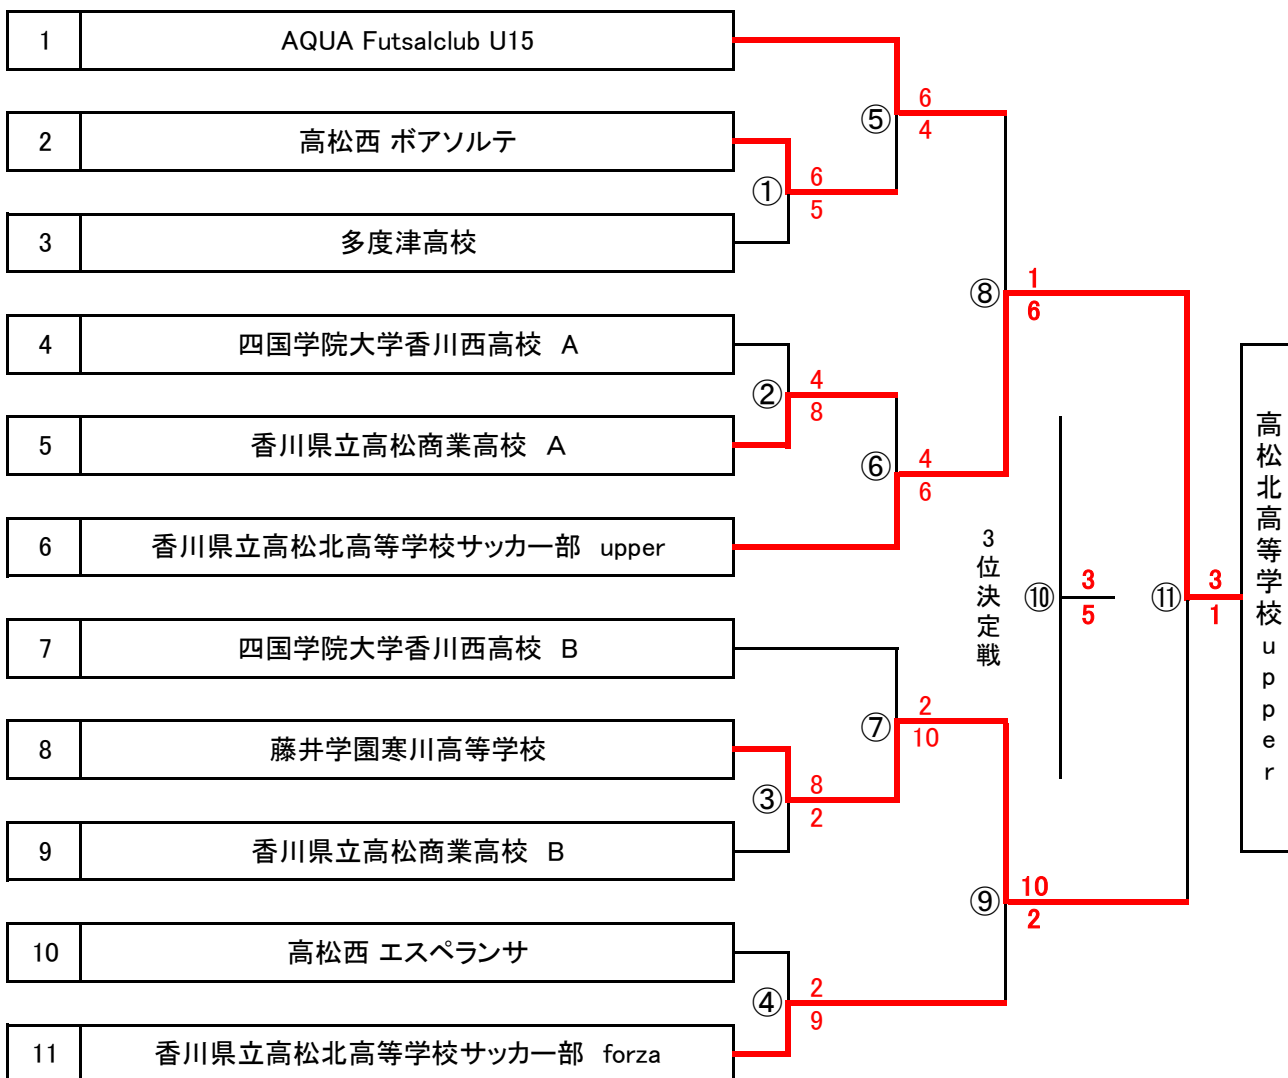 1 AQUA Futsalclub U15
2 高松西 ボアソルテ
3 多度津高校
4 四国学院大学香川西高校 A
5 香川県立高松商業高校 A
6 香川県立高松北高等学校サッカー部 upper
7 四国学院大学香川西高校 B
8 藤井学園寒川高等学校
9 香川県立高松商業高校 B
10 高松西 エスペランサ
11 香川県立高松北高等学校サッカー部 forza
① 6
5
② 4
8
③ 8
2
④ 2
9
⑤ 6
4
⑥ 4
6
⑦ 2
10
⑧ 1
6
⑨ 10
2
3位決定戦
⑩ 3
5
⑪ 3
1
高松北高等学校upper